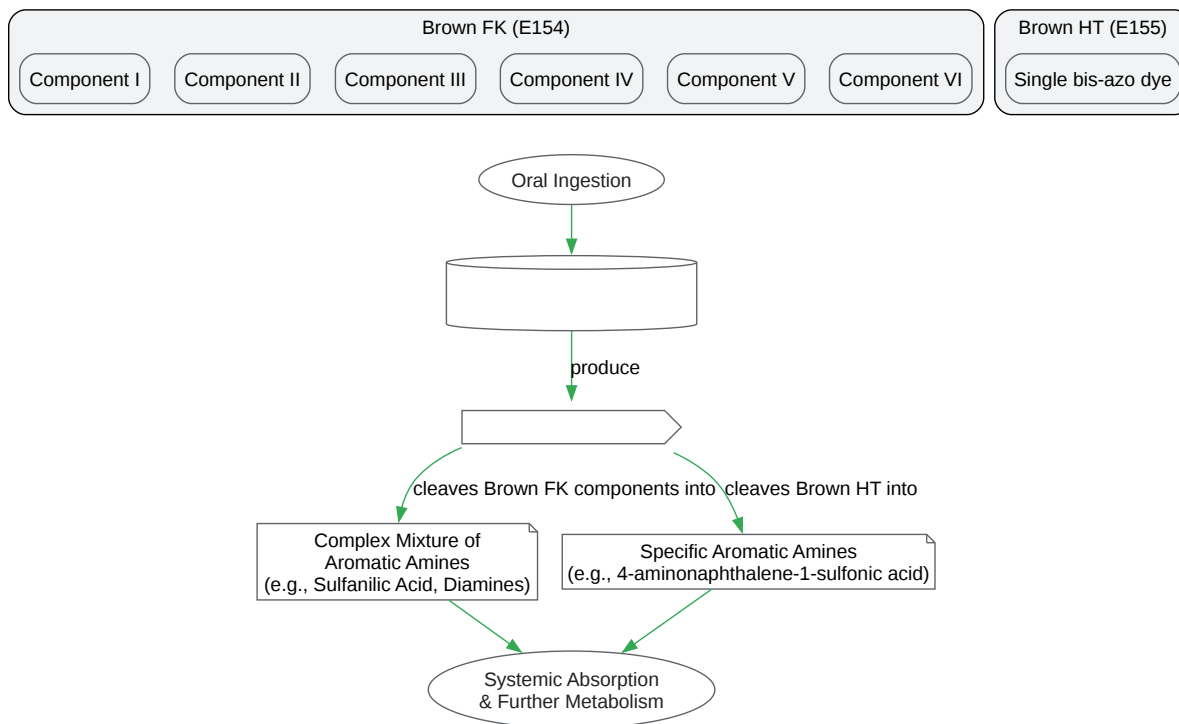 Brown FK (E154)
Brown HT (E155)
Component I
Component II
Component III
Component IV
Component V
Component VI
Single bis-azo dye
Oral Ingestion
produce
cleaves Brown FK components into
cleaves Brown HT into
Complex Mixture of
Aromatic Amines
(e.g., Sulfanilic Acid, Diamines)
Specific Aromatic Amines
(e.g., 4-aminonaphthalene-1-sulfonic acid)
Systemic Absorption
& Further Metabolism